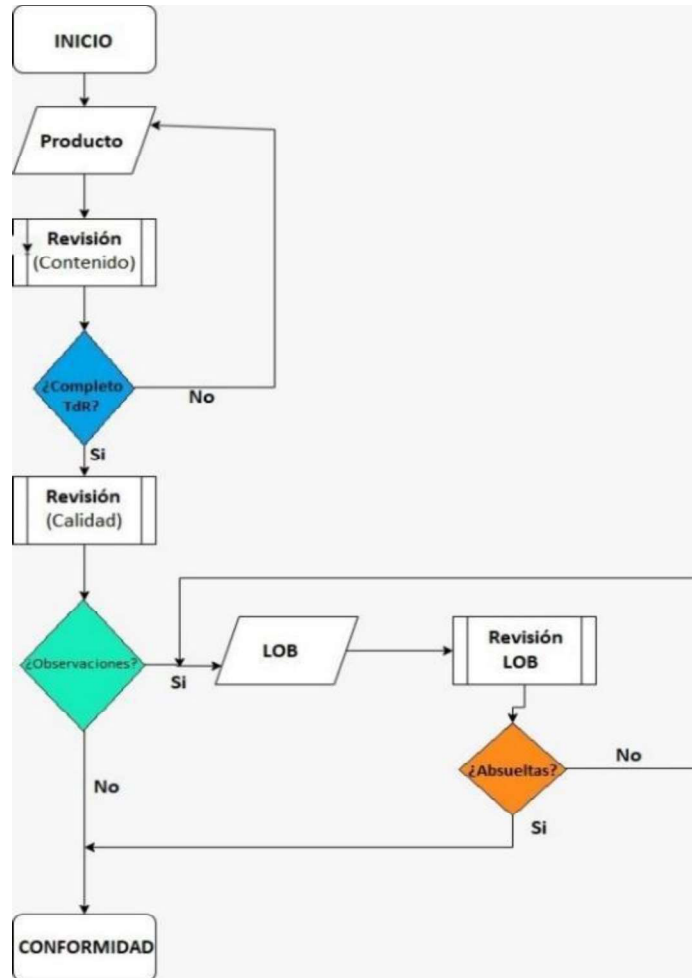 INICIO
Producto
Revisión
(Contenido)
¿Completo
TdR?
No
Si
Revisión
(Calidad)
¿Observaciones?
Si
LOB
Revisión
LOB
¿Absueltas?
No
Si
No
CONFORMIDAD